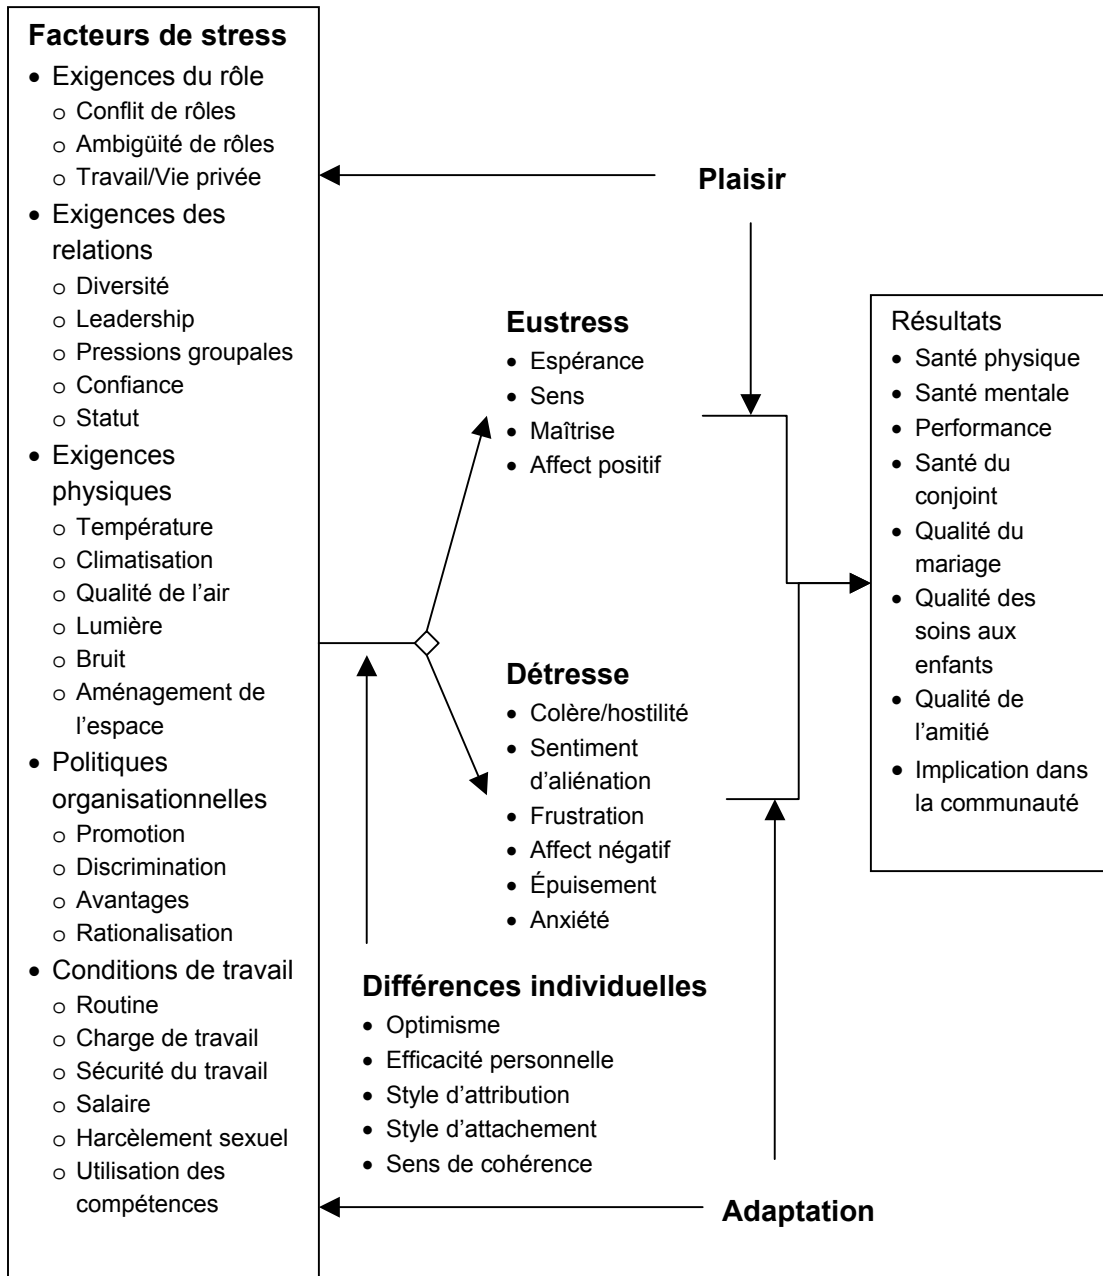 Facteurs de stress
• Exigences du rôle
o Conflit de rôles
o Ambigüité de rôles
o Travail/Vie privée
• Exigences des
relations
o Diversité
o Leadership
o Pressions groupales
o Confiance
o Statut
• Exigences
physiques
o Température
o Climatisation
o Qualité de l’air
o Lumière
o Bruit
o Aménagement de
l’espace
• Politiques
organisationnelles
o Promotion
o Discrimination
o Avantages
o Rationalisation
• Conditions de travail
o Routine
o Charge de travail
o Sécurité du travail
o Salaire
o Harcèlement sexuel
o Utilisation des
compétences
Plaisir
Eustress
• Espérance
• Sens
• Maîtrise
• Affect positif
Détresse
• Colère/hostilité
• Sentiment
d’aliénation
• Frustration
• Affect négatif
• Épuisement
• Anxiété
Différences individuelles
• Optimisme
• Efficacité personnelle
• Style d’attribution
• Style d’attachement
• Sens de cohérence
Adaptation
Résultats
• Santé physique
• Santé mentale
• Performance
• Santé du
conjoint
• Qualité du
mariage
• Qualité des
soins aux
enfants
• Qualité de
l’amitié
• Implication dans
la communauté